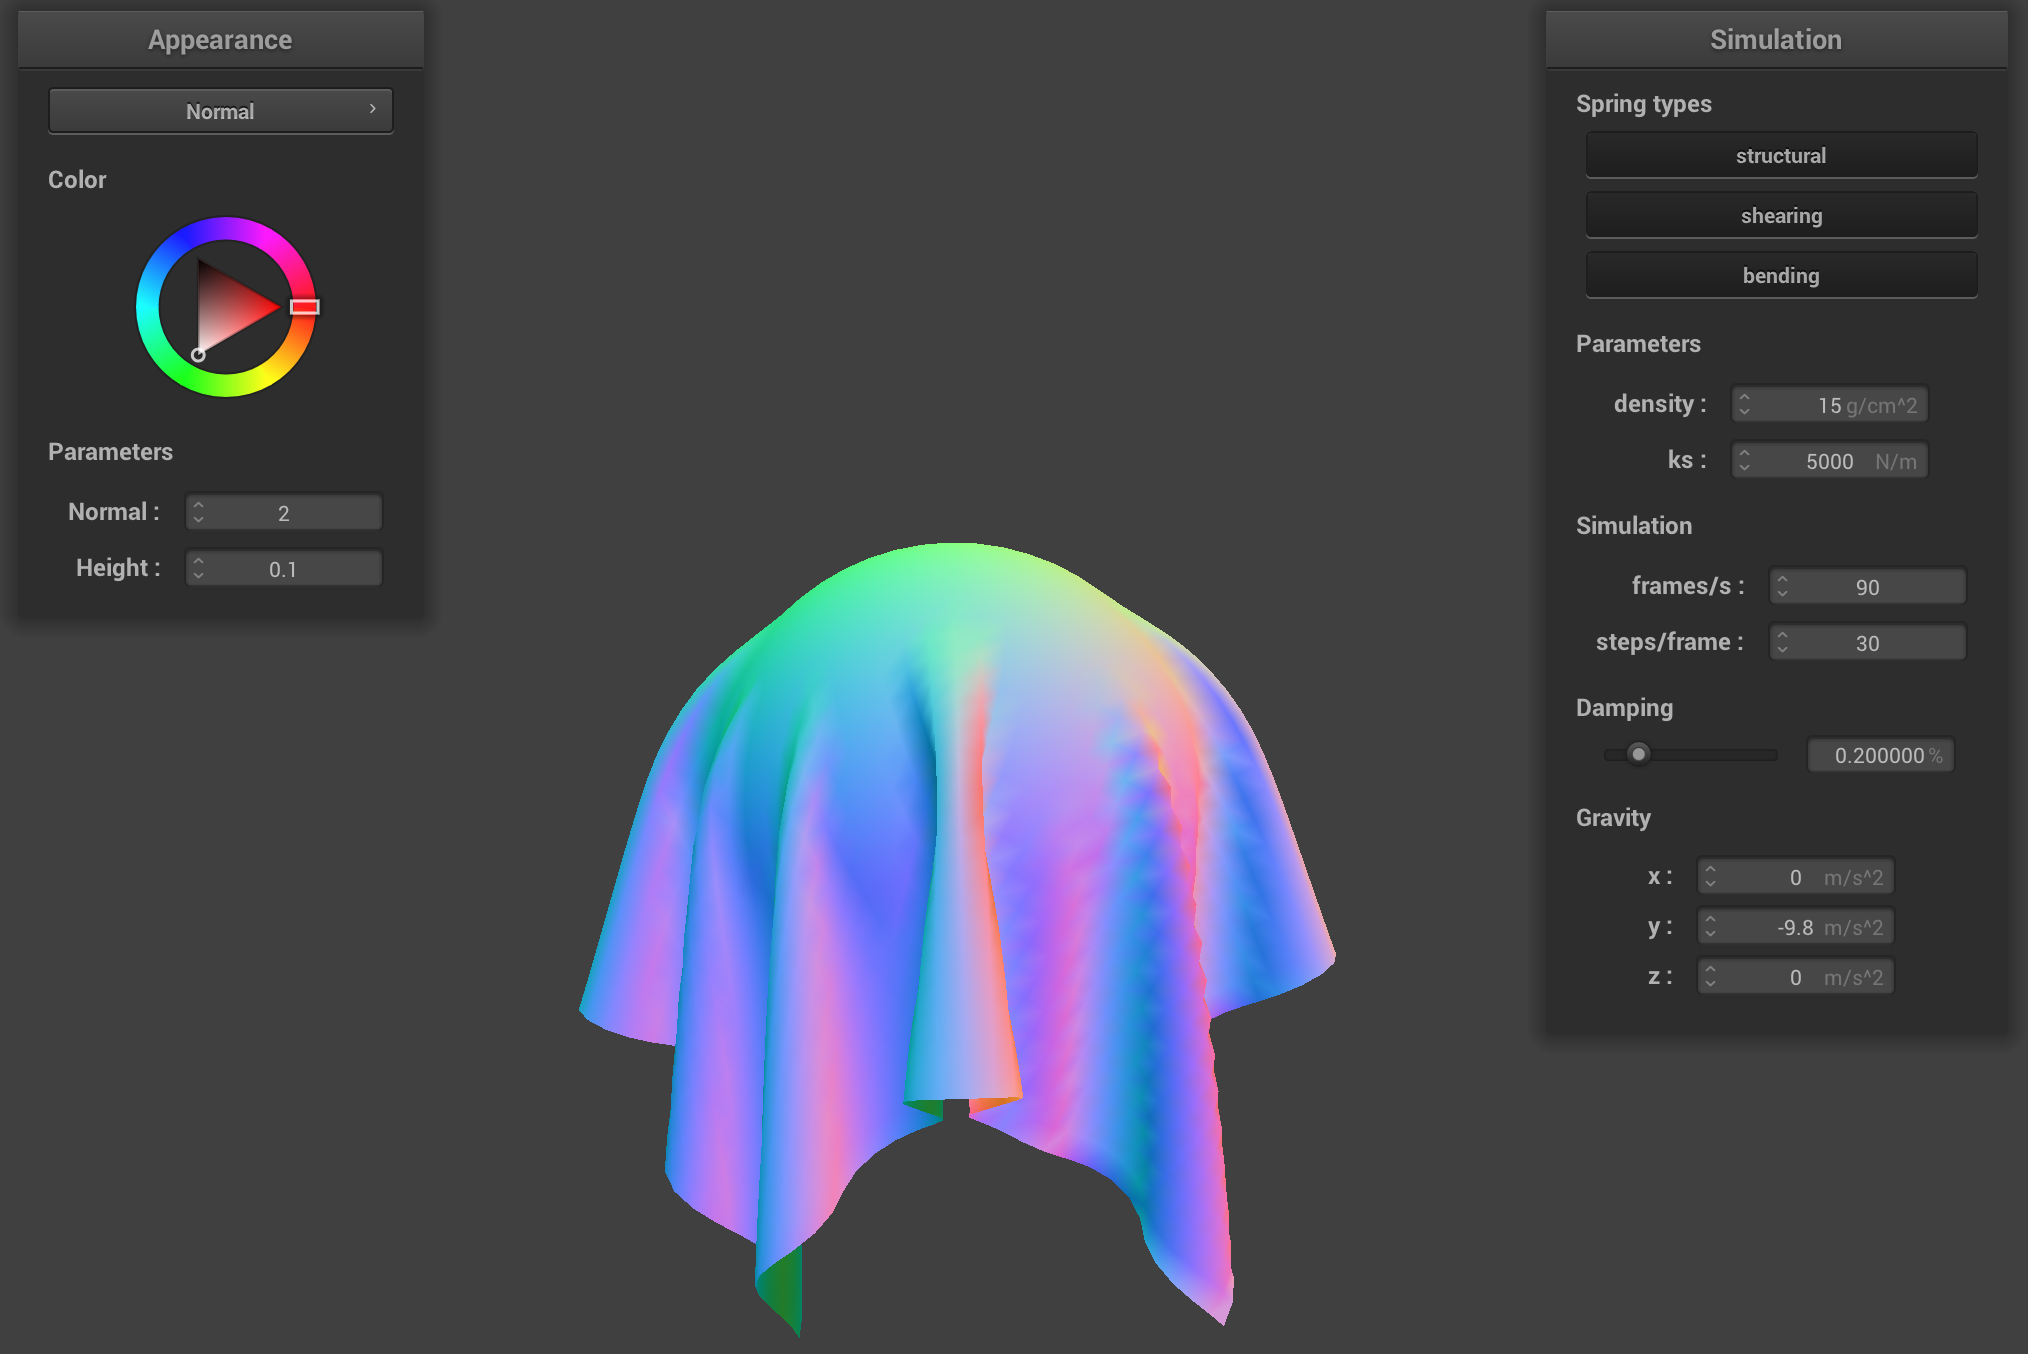 Appearance
Normal
Color
Parameters
Normal : 2
Height : 0.1
Simulation
Spring types
structural
shearing
bending
Parameters
density : 15 g/cm^2
ks : 5000 N/m
Simulation
frames/s : 90
steps/frame : 30
Damping
0.200000 %
Gravity
x : 0 m/s^2
y : -9.8 m/s^2
z : 0 m/s^2